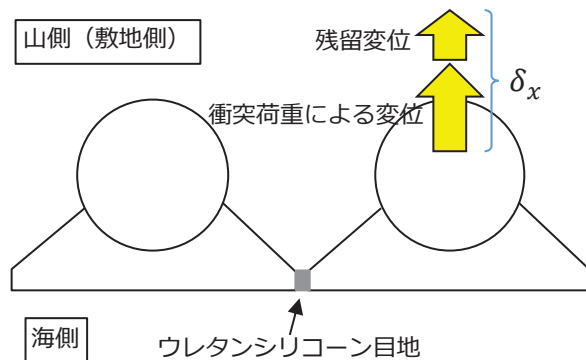 山側（敷地側）
残留変位
衝突荷重による変位
δx
海側
ウレタンシリコーン目地